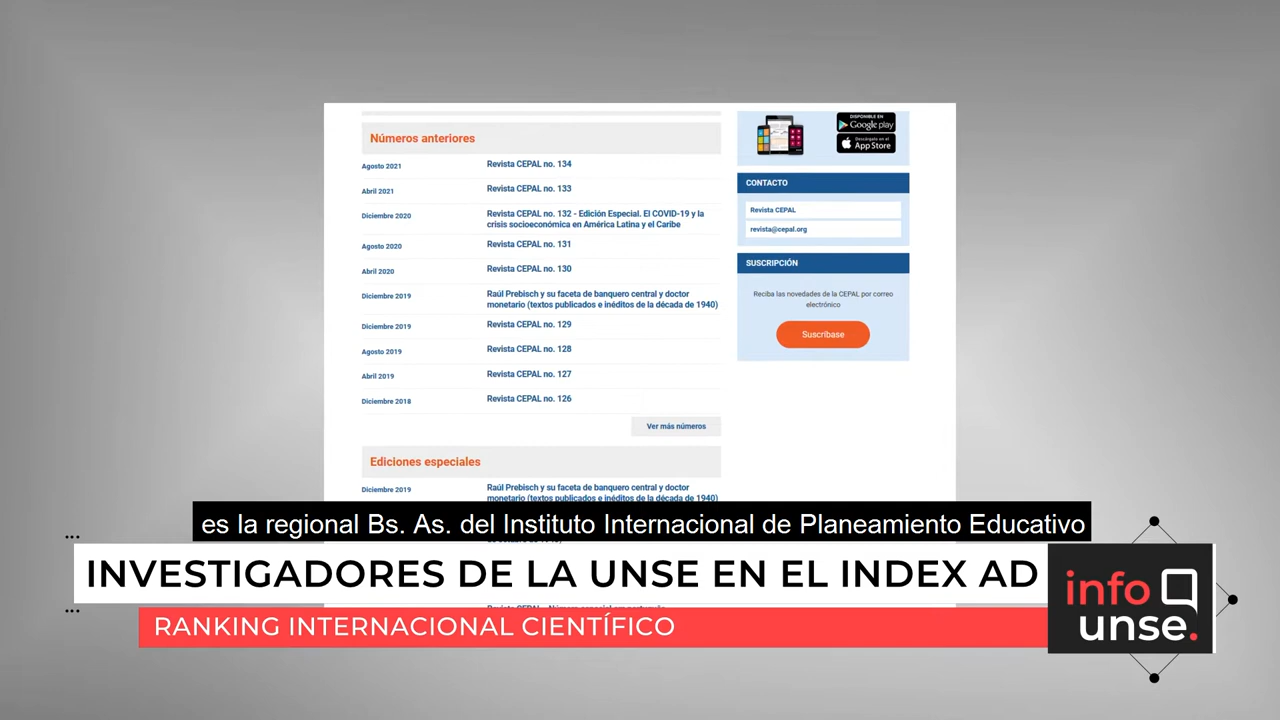 DISPONIBLE EN
Google play
Descárgalo en el
App Store
Números anteriores
Agosto 2021 Revista CEPAL no. 134
Abril 2021 Revista CEPAL no. 133
Diciembre 2020 Revista CEPAL no. 132 - Edición Especial. El COVID-19 y la
crisis socioeconómica en América Latina y el Caribe
Agosto 2020 Revista CEPAL no. 131
Abril 2020 Revista CEPAL no. 130
Diciembre 2019 Raúl Prebisch y su faceta de banquero central y doctor
monetario (textos publicados e inéditos de la década de 1940)
Diciembre 2019 Revista CEPAL no. 129
Agosto 2019 Revista CEPAL no. 128
Abril 2019 Revista CEPAL no. 127
Diciembre 2018 Revista CEPAL no. 126
Ver más números
Ediciones especiales
Diciembre 2019 Raúl Prebisch y su faceta de banquero central y doctor
monetario (textos publicados e inéditos de la década de 1940)
CONTACTO
Revista CEPAL
revista@cepal.org
SUSCRIPCIÓN
Reciba las novedades de la CEPAL por correo
electrónico
Suscríbase
es la regional Bs. As. del Instituto Internacional de Planeamiento Educativo
INVESTIGADORES DE LA UNSE EN EL INDEX AD
RANKING INTERNACIONAL CIENTÍFICO
info
unse.